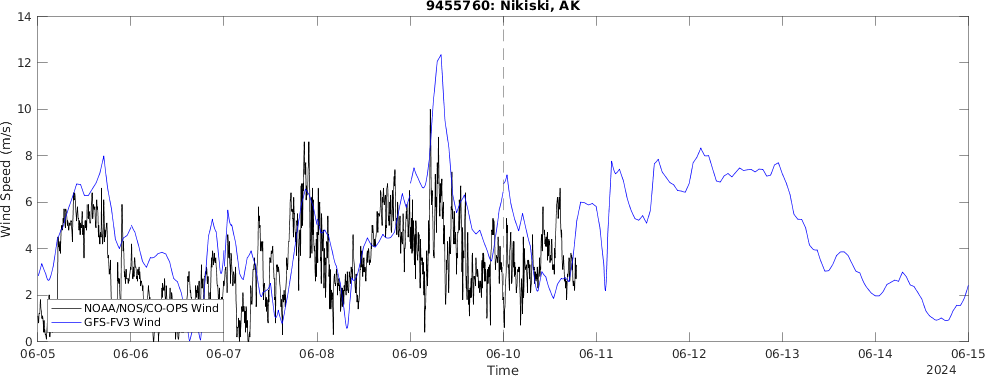 9455760: Nikiski, AK
14
12
10
8
6
4
2
0
Wind Speed (m/s)
NOAA/NOS/CO-OPS Wind
GFS-FV3 Wind
06-05 06-06 06-07 06-08 06-09 06-10 06-11 06-12 06-13 06-14 06-15
Time
2024